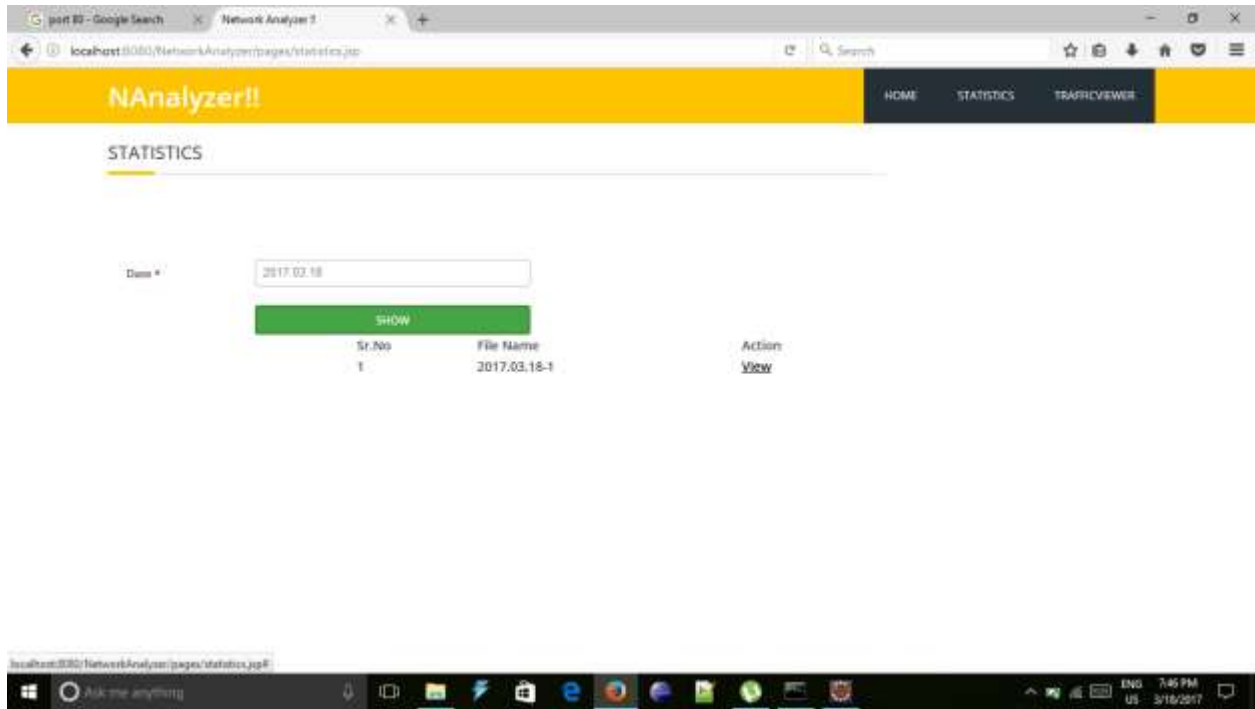 port 80 - Google Search
Network Analyzer !!
localhost:8080/NetworkAnalyzer/pages/statistics.jsp
Search
NAnalyzer!!
HOME
STATISTICS
TRAFFICVIEWER
STATISTICS
Date *
2017.03.18
SHOW
Sr.No File Name Action
1 2017.03.18-1 View
localhost:8080/NetworkAnalyzer/pages/statistics.jsp#
Ask me anything
ENG
US
7:46 PM
3/18/2017